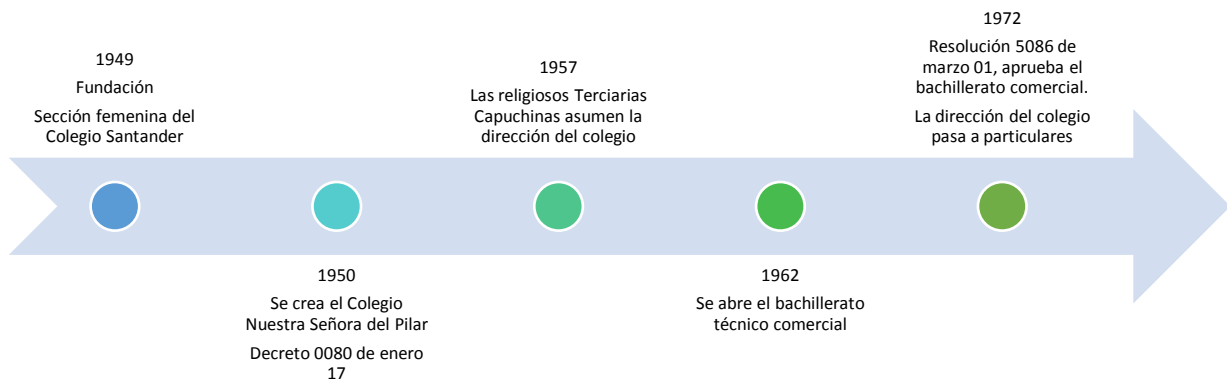 1949
Fundación
Sección femenina del
Colegio Santander
1950
Se crea el Colegio
Nuestra Señora del Pilar
Decreto 0080 de enero
17
1957
Las religiosos Terciarias
Capuchinas asumen la
dirección del colegio
1962
Se abre el bachillerato
técnico comercial
1972
Resolución 5086 de
marzo 01, aprueba el
bachillerato comercial.
La dirección del colegio
pasa a particulares